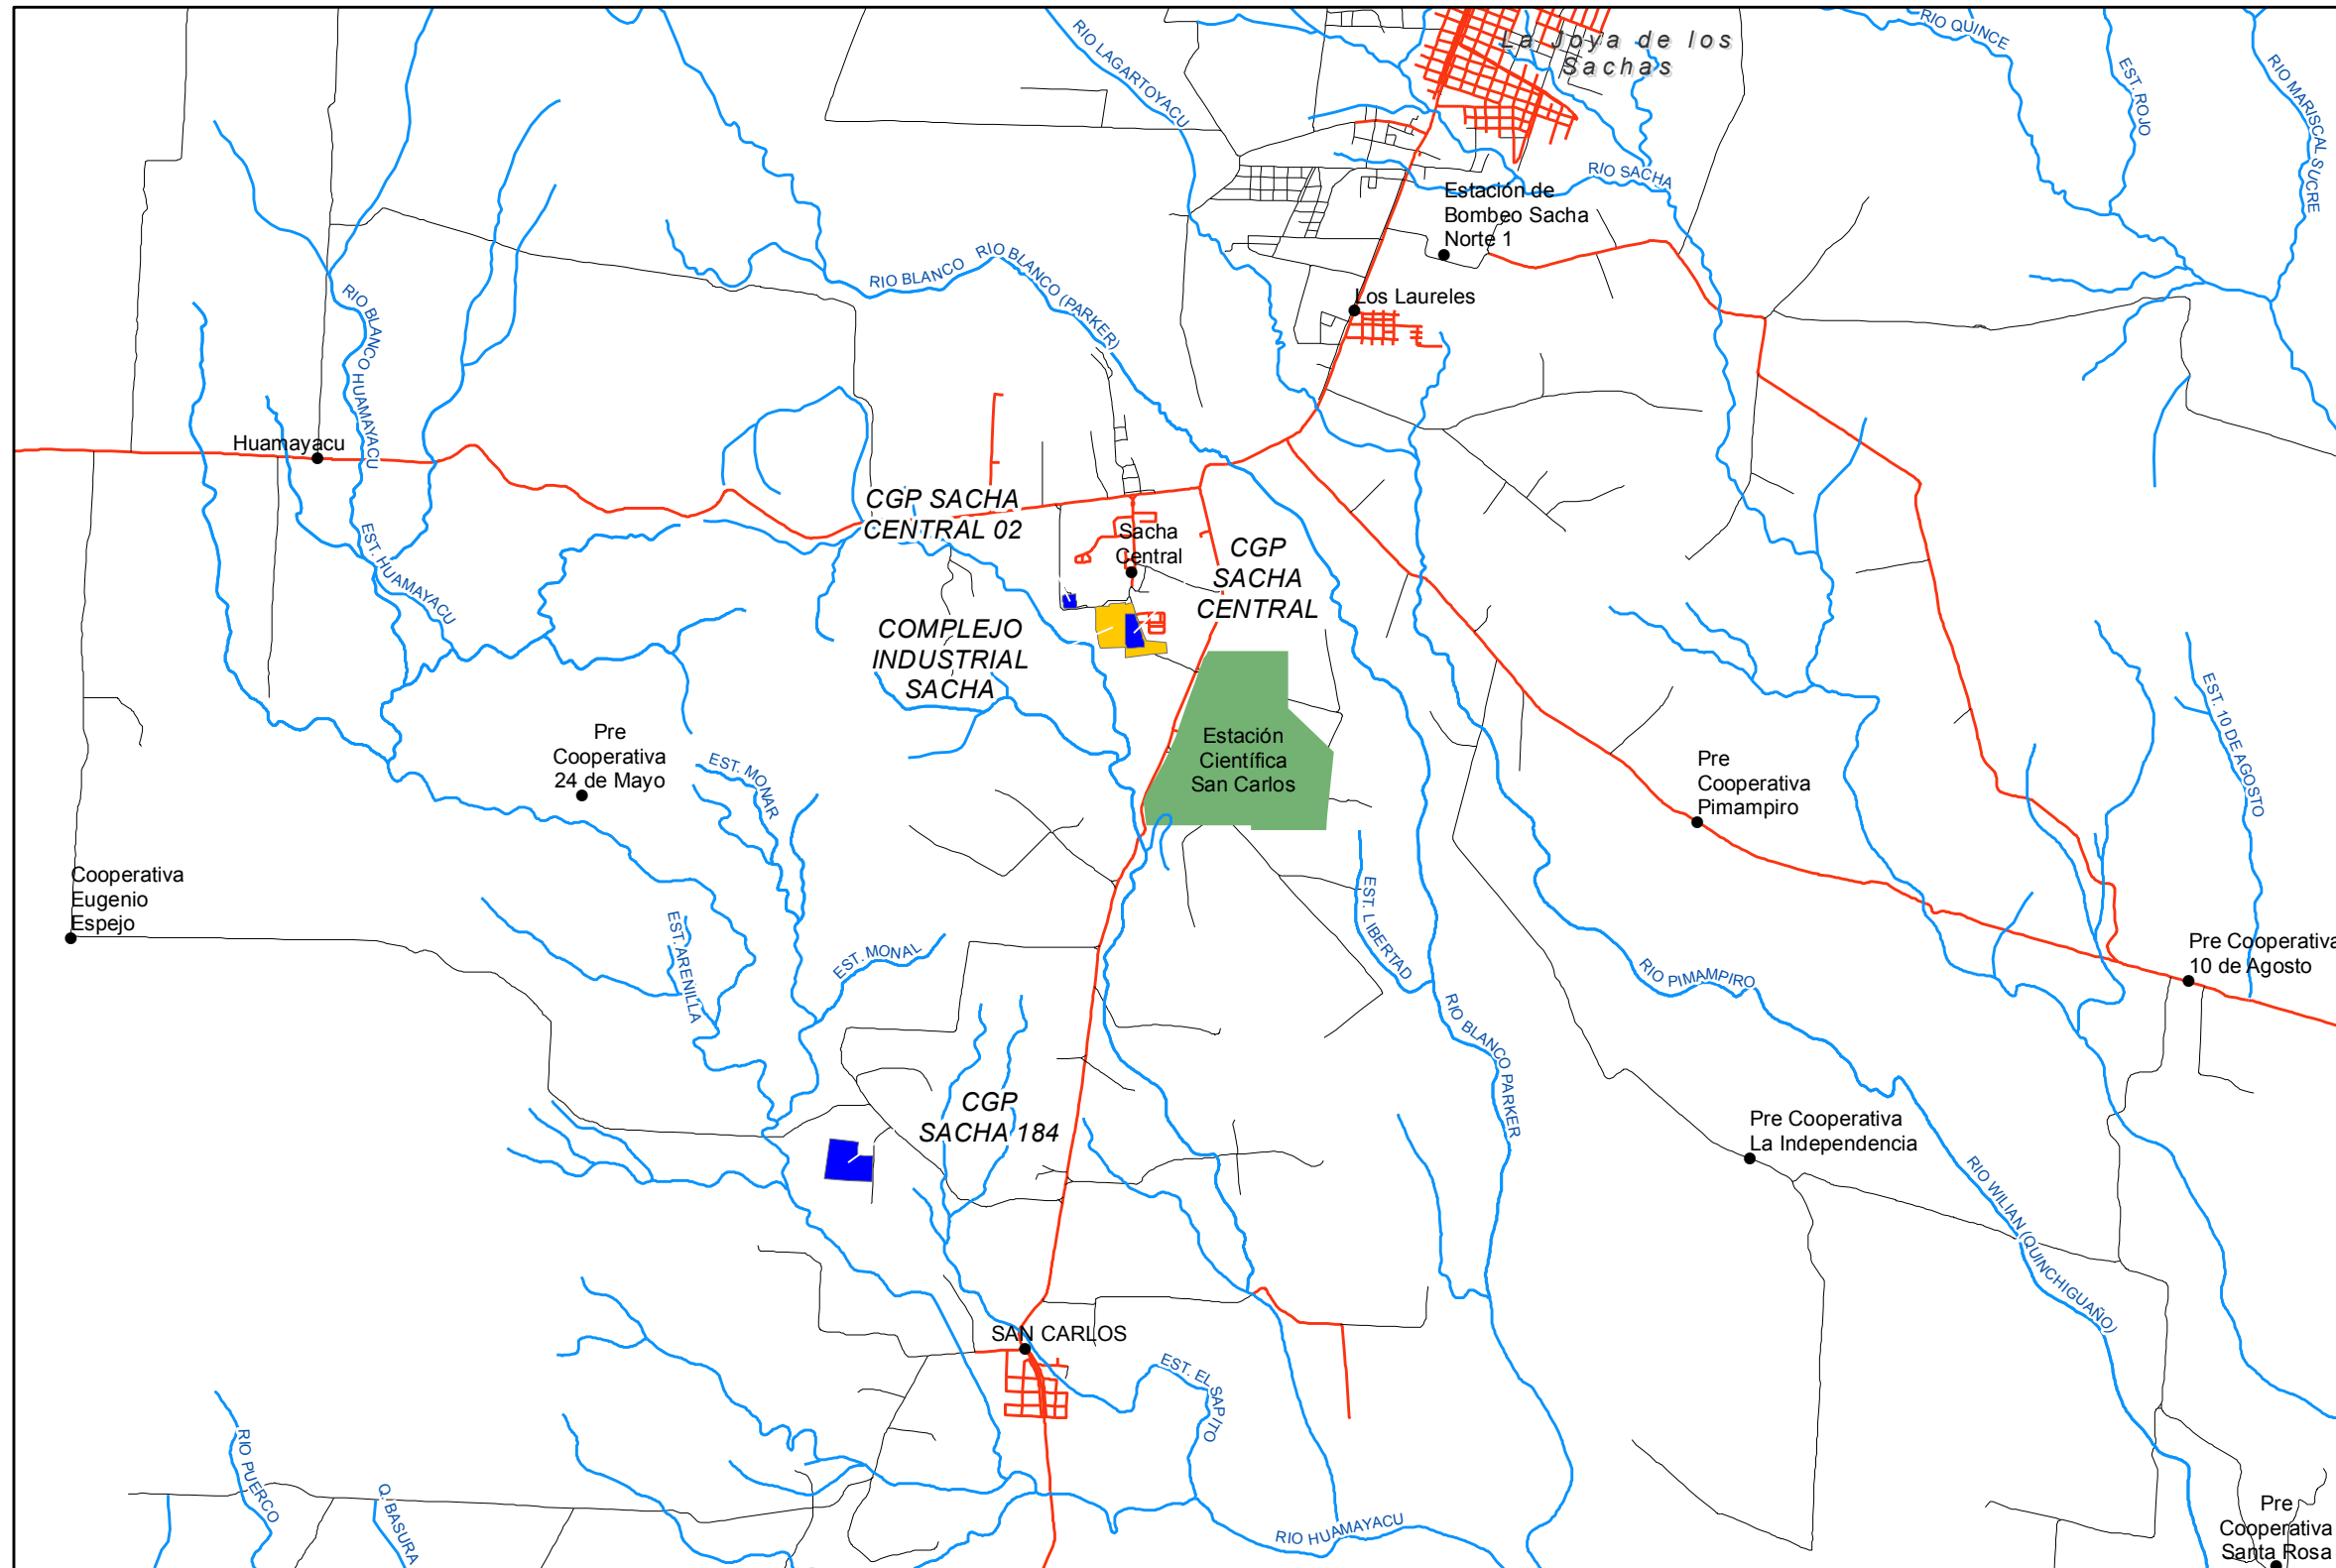 La Joya de los
Sachas
RIO QUINCE
RIO LAGARTOYACU
EST. ROJO
RIO MARISCAL SUCRE
RIO SACHA
Estación de
Bombeo Sacha
Norte 1
RIO BLANCO
RIO BLANCO (PARKER)
RIO BLANCO
HUAMAYACU
Los Laureles
Huamayacu
CGP SACHA
CENTRAL 02
Sacha
Central
CGP
SACHA
CENTRAL
EST. HUAMAYACU
COMPLEJO
INDUSTRIAL
SACHA
EST. 10 DE AGOSTO
Pre
Cooperativa
24 de Mayo
EST. MONAR
Estación
Científica
San Carlos
Pre
Cooperativa
Pimampiro
Cooperativa
Eugenio
Espejo
EST. ARENILLA
EST. MONAL
EST. LIBERTAD
RIO PIMAMPIRO
Pre Cooperativa
10 de Agosto
RIO BLANCO PARKER
CGP
SACHA 184
Pre Cooperativa
La Independencia
RIO WILIAN (QUINCHIGUAÑO)
SAN CARLOS
EST. EL SAPITO
RIO PUERCO
Q. BASURA
RIO HUAMAYACU
Pre
Cooperativa
Santa Rosa